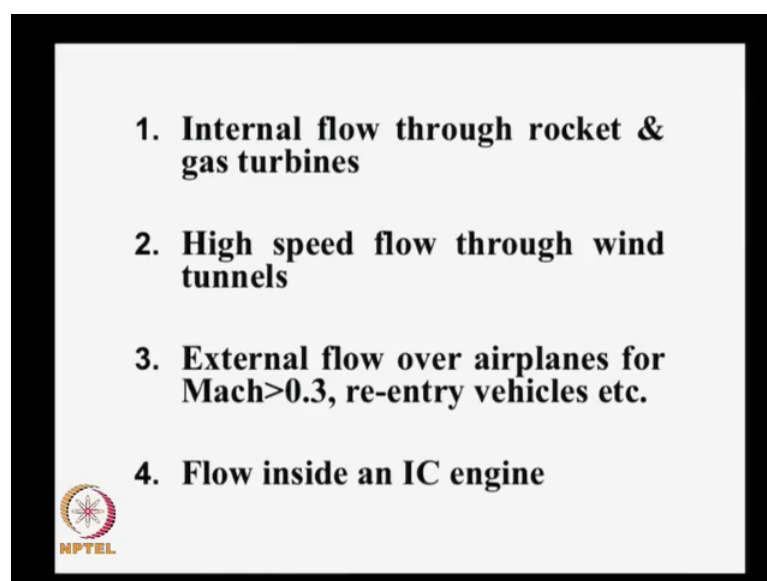 1. Internal flow through rocket &
gas turbines
2. High speed flow through wind
tunnels
3. External flow over airplanes for
Mach>0.3, re-entry vehicles etc.
4. Flow inside an IC engine
NPTEL